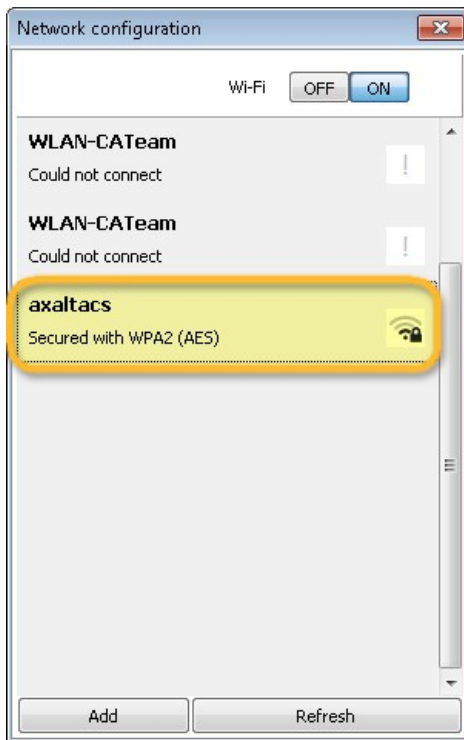 Network configuration
Wi-Fi OFF ON
WLAN-CATeam
Could not connect
WLAN-CATeam
Could not connect
axaltacs
Secured with WPA2 (AES)
Add Refresh